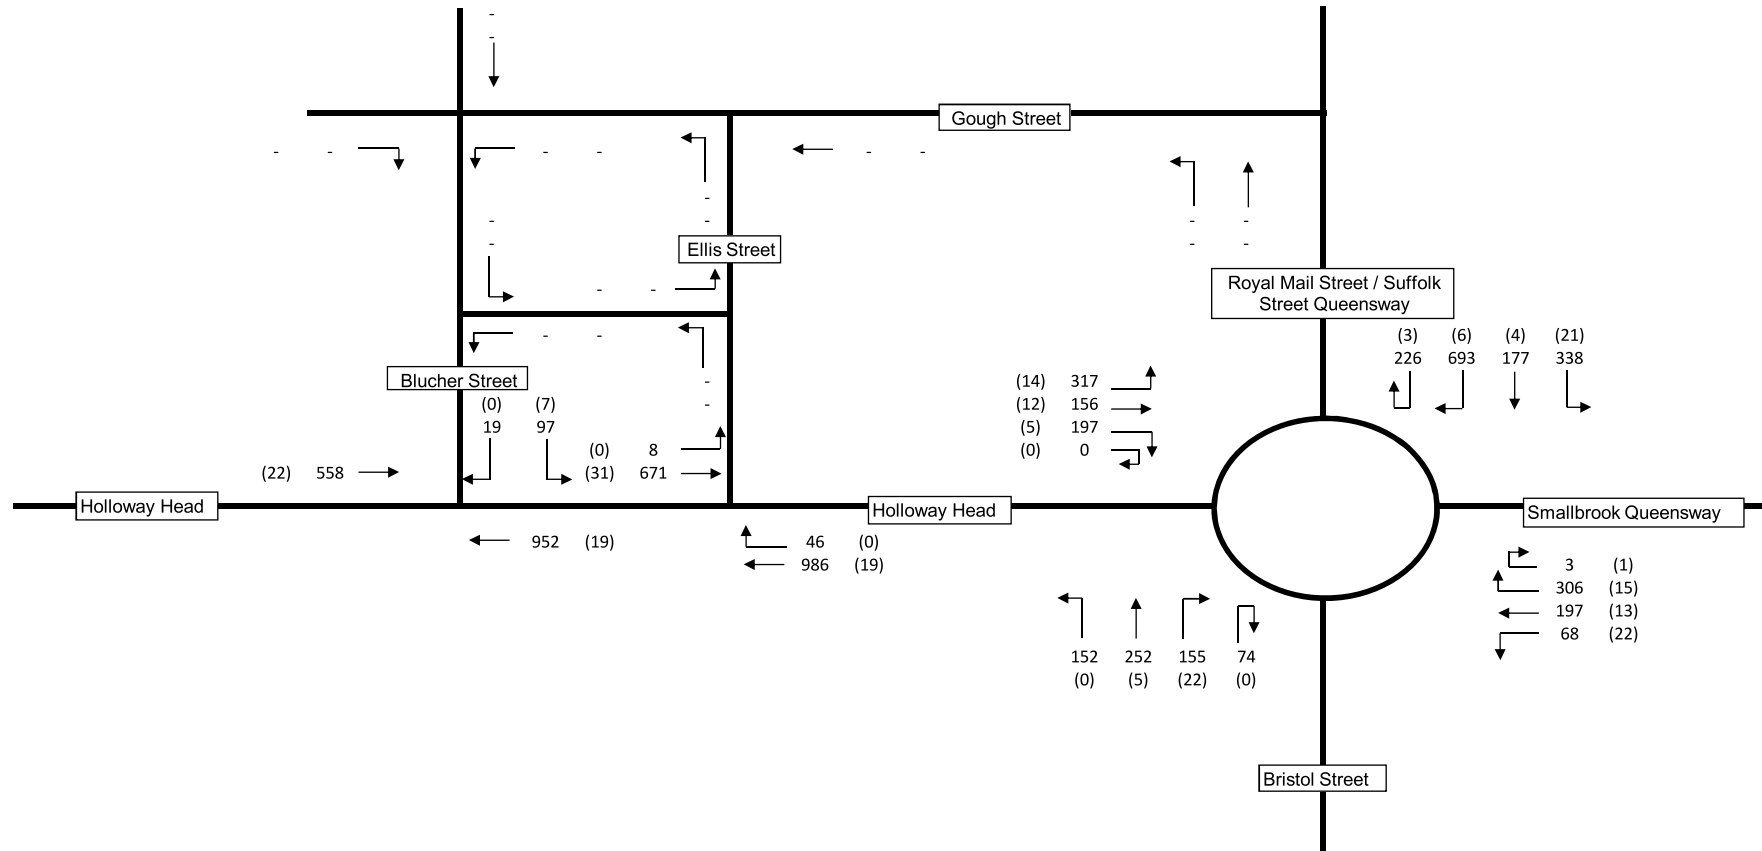 -
-
Gough Street
- -
- -
- -
-
-
-
-
- -
- -
Ellis Street
- -
Royal Mail Street / Suffolk
Street Queensway
- -
(3) (6) (4) (21)
226 693 177 338
Blucher Street
-
-
(14) 317
(12) 156
(5) 197
(0) 0
(0) (7)
19 97
(0) 8
(22) 558
(31) 671
Holloway Head
Holloway Head
Smallbrook Queensway
952 (19)
46 (0)
986 (19)
3 (1)
306 (15)
197 (13)
68 (22)
152 252 155 74
(0) (5) (22) (0)
Bristol Street